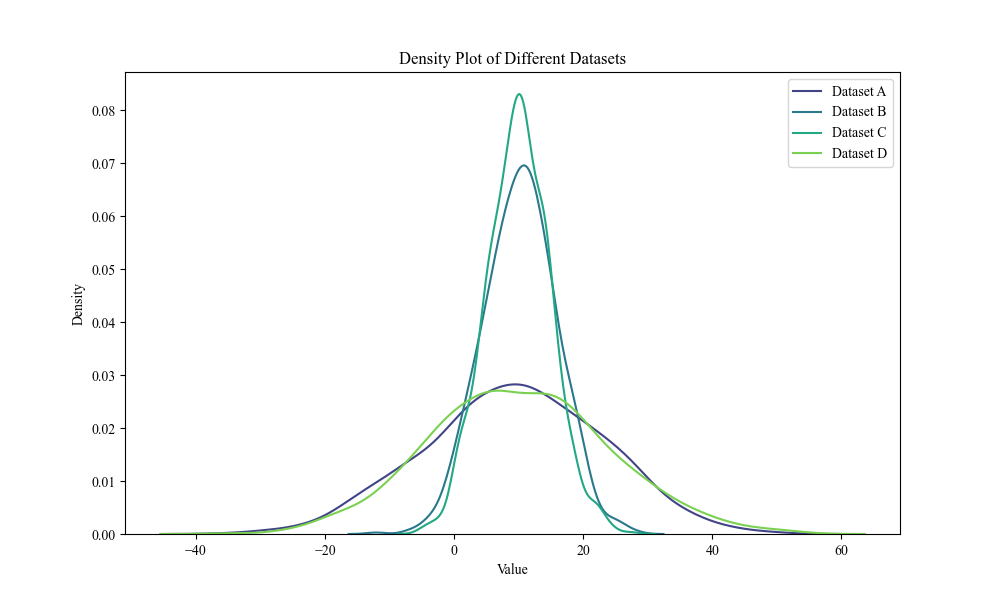 Density Plot of Different Datasets
Dataset A
Dataset B
Dataset C
Dataset D
Density
0.08
0.07
0.06
0.05
0.04
0.03
0.02
0.01
0.00
−40
−20
0
20
40
60
Value